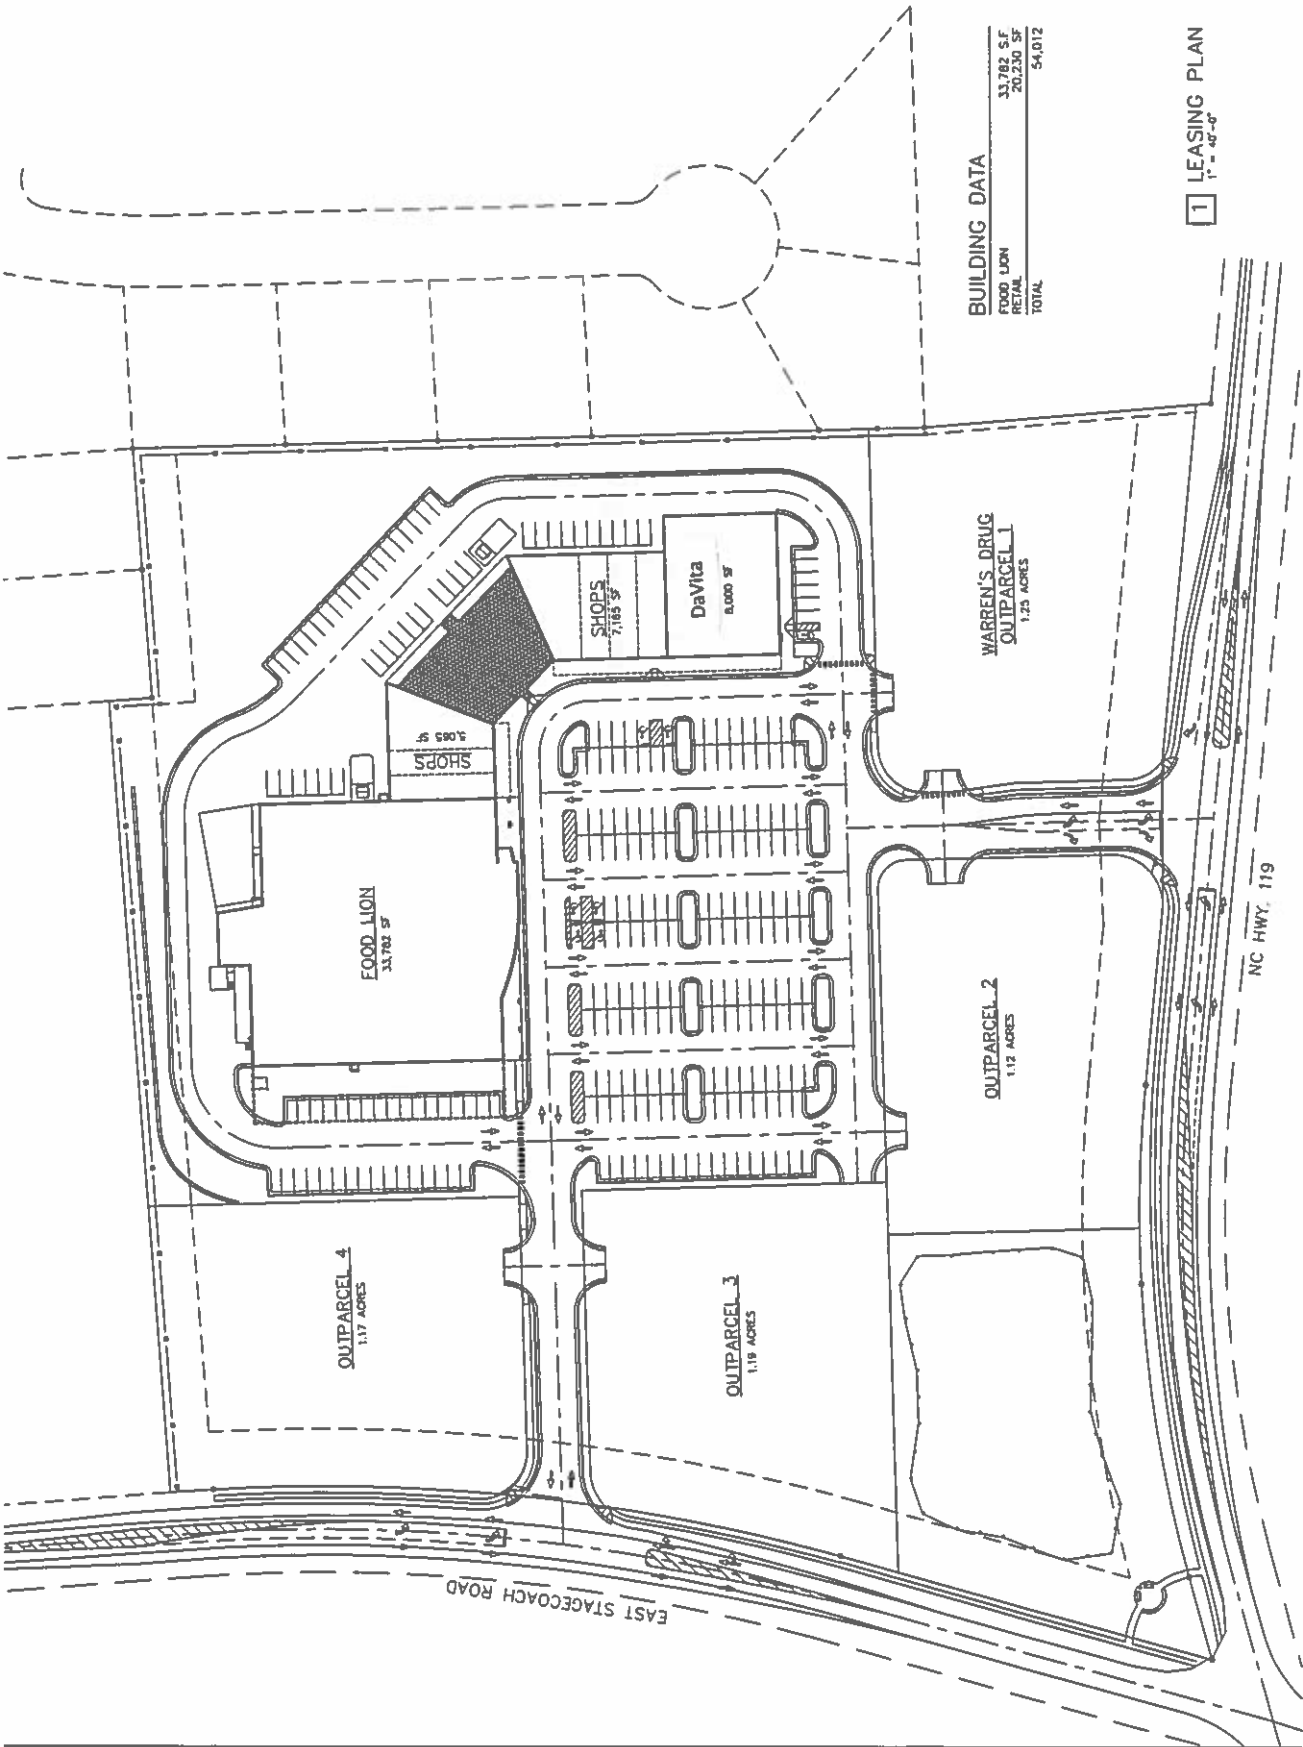 1 LEASING PLAN
1" = 40'-0"
BUILDING DATA
FOOD LION 33,782 S.F.
RETAIL 20,230 SF
TOTAL 54,012
SHOPS
7,165 SF
DaVita
8,000 SF
SHOPS
5,065 SF
FOOD LION
33,782 SF
WARREN'S DRUG
OUTPARCEL 1
1.25 ACRES
OUTPARCEL 2
1.12 ACRES
OUTPARCEL 3
1.19 ACRES
OUTPARCEL 4
1.17 ACRES
NC HWY. 119
EAST STAGECOACH ROAD